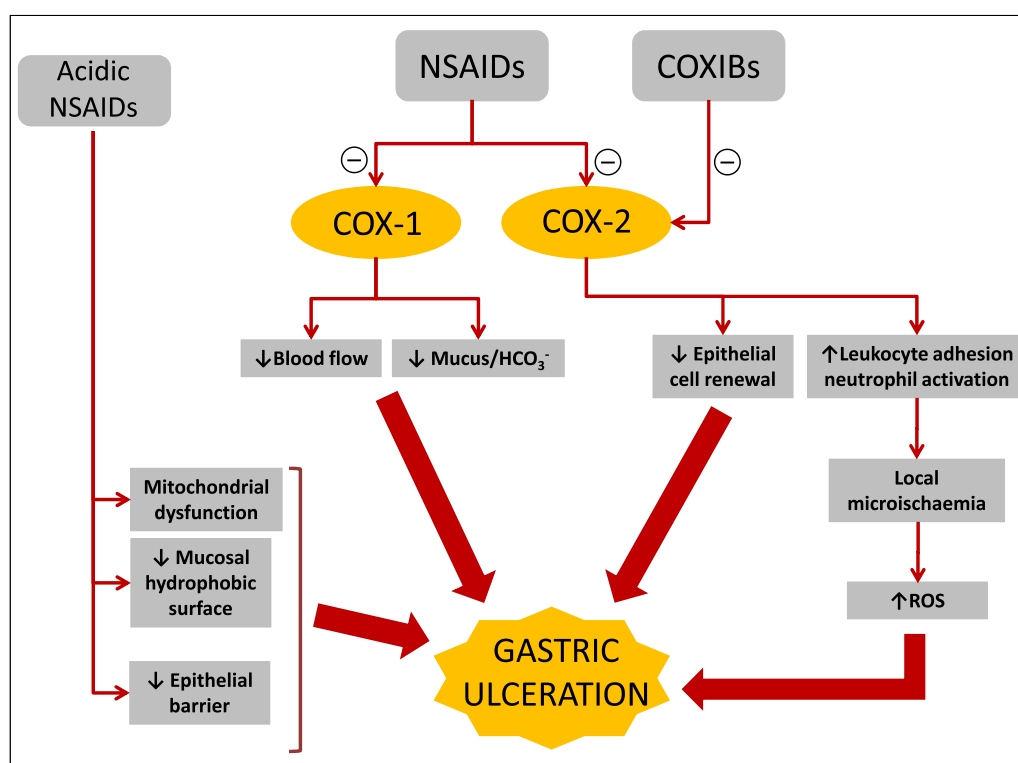 Acidic
NSAIDs
NSAIDs
COXIBs
−
−
−
COX-1
COX-2
↓Blood flow
↓ Mucus/HCO₃⁻
↓ Epithelial
cell renewal
↑Leukocyte adhesion
neutrophil activation
Mitochondrial
dysfunction
↓ Mucosal
hydrophobic
surface
↓ Epithelial
barrier
Local
microischaemia
↑ROS
GASTRIC
ULCERATION